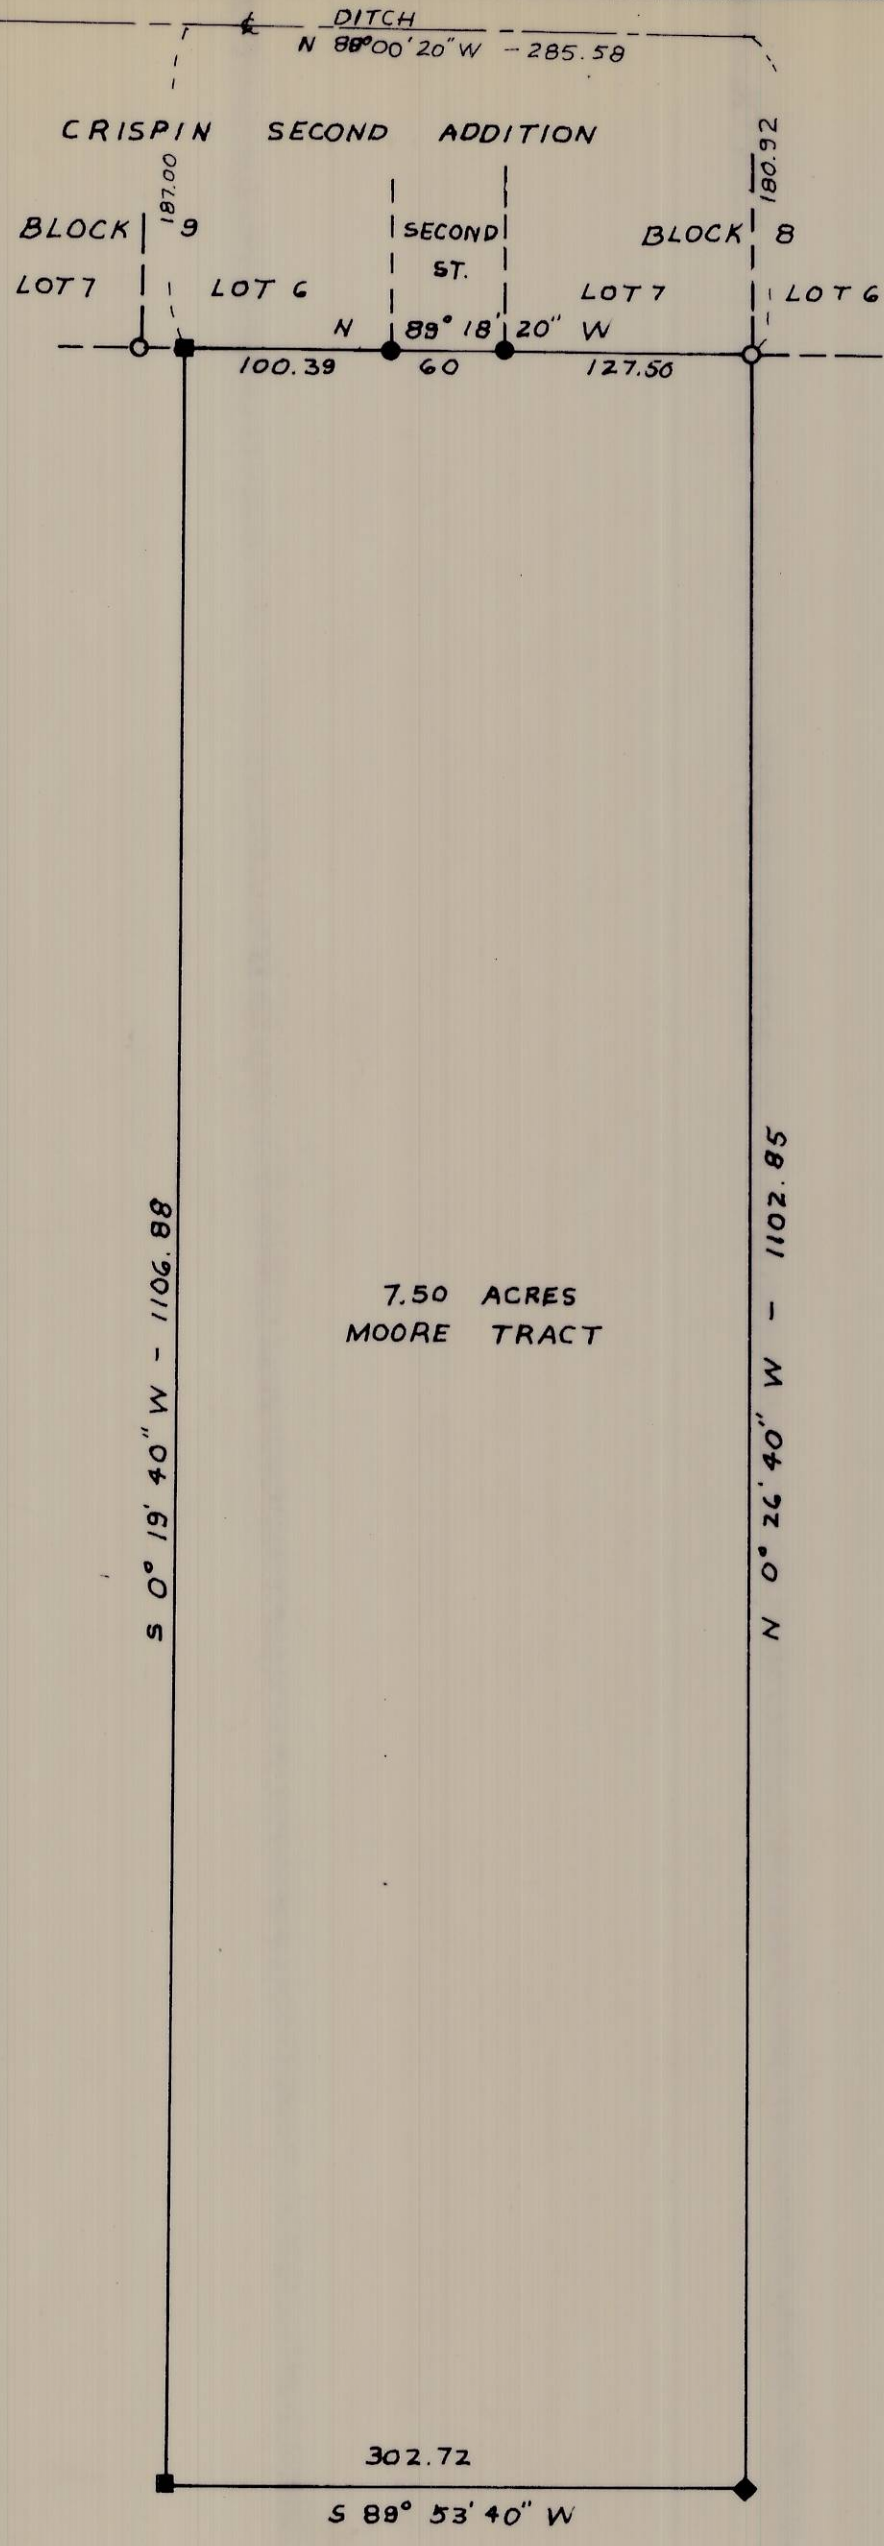 DITCH
N 88°00'20"W - 285.58
CRISPIN SECOND ADDITION
187.00
180.92
BLOCK 9
SECOND
BLOCK 8
ST.
LOT 7
LOT 6
LOT 7
LOT 6
N 89° 18' 20" W
100.39
60
127.50
S 0° 19' 40" W - 1106.88
N 0° 26' 40" W - 1102.85
7.50 ACRES
MOORE TRACT
302.72
S 89° 53' 40" W